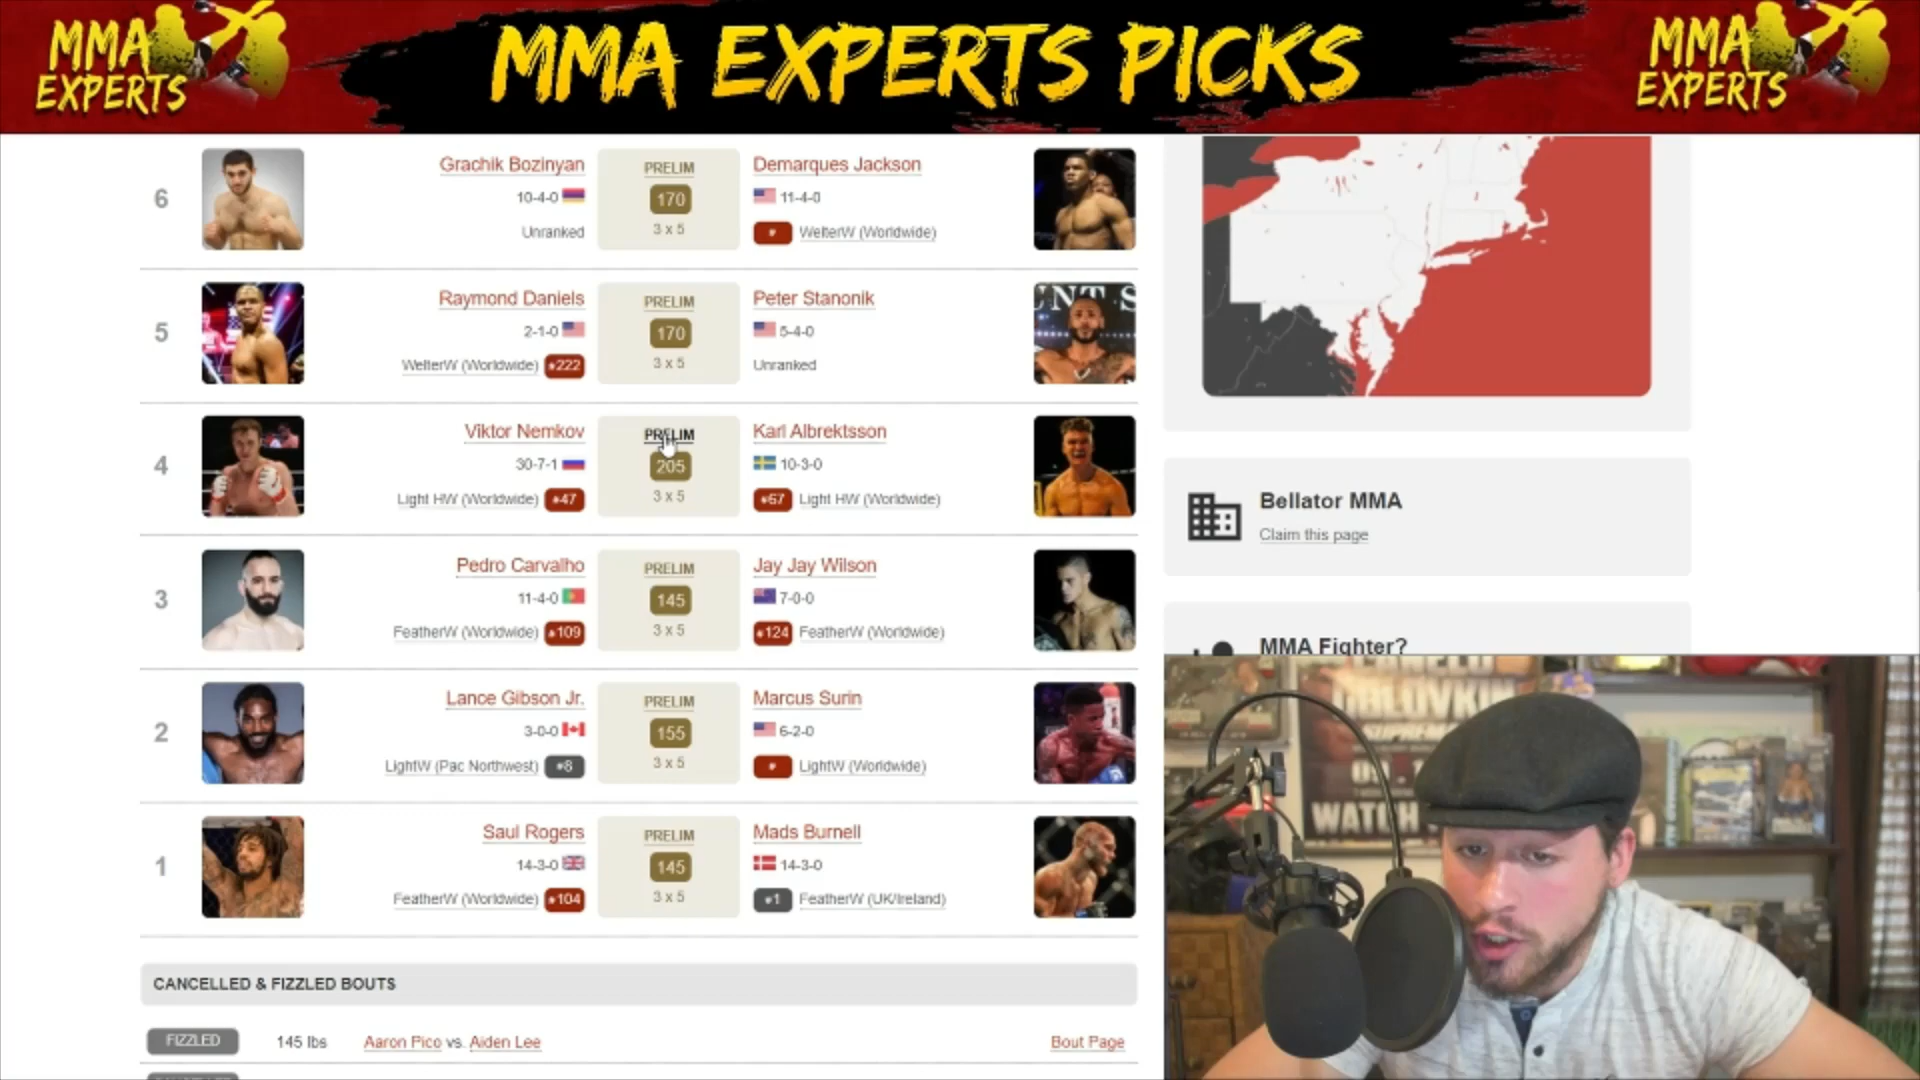 MMA EXPERTS
MMA EXPERTS PICKS
MMA EXPERTS
6
Grachik Bozinyan
10-4-0
Unranked
PRELIM
170
3 x 5
Demarques Jackson
11-4-0
# WelterW (Worldwide)
5
Raymond Daniels
2-1-0
WelterW (Worldwide) #222
PRELIM
170
3 x 5
Peter Stanonik
5-4-0
Unranked
4
Viktor Nemkov
30-7-1
Light HW (Worldwide) #47
PRELIM
205
3 x 5
Karl Albrektsson
10-3-0
#67 Light HW (Worldwide)
3
Pedro Carvalho
11-4-0
FeatherW (Worldwide) #109
PRELIM
145
3 x 5
Jay Jay Wilson
7-0-0
#124 FeatherW (Worldwide)
2
Lance Gibson Jr.
3-0-0
LightW (Pac Northwest) #8
PRELIM
155
3 x 5
Marcus Surin
6-2-0
# LightW (Worldwide)
1
Saul Rogers
14-3-0
FeatherW (Worldwide) #104
PRELIM
145
3 x 5
Mads Burnell
14-3-0
#1 FeatherW (UK/Ireland)
CANCELLED & FIZZLED BOUTS
FIZZLED 145 lbs Aaron Pico vs. Aiden Lee Bout Page
Bellator MMA
Claim this page
MMA Fighter?
WATCH